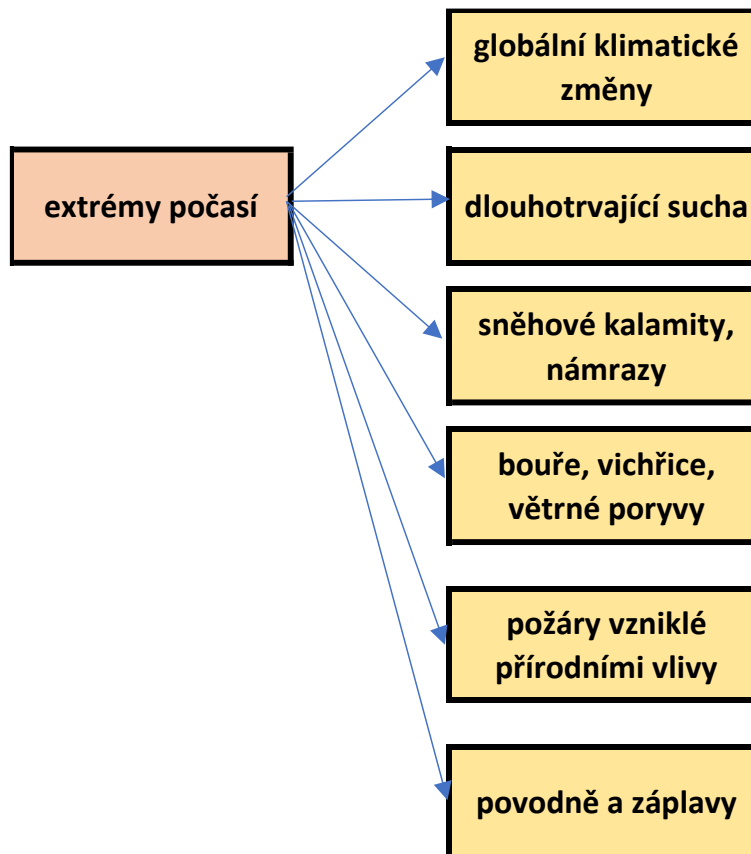 globální klimatické
změny
extrémy počasí
dlouhotrvající sucha
sněhové kalamity,
námrazy
bouře, vichřice,
větrné poryvy
požáry vzniklé
přírodními vlivy
povodně a záplavy